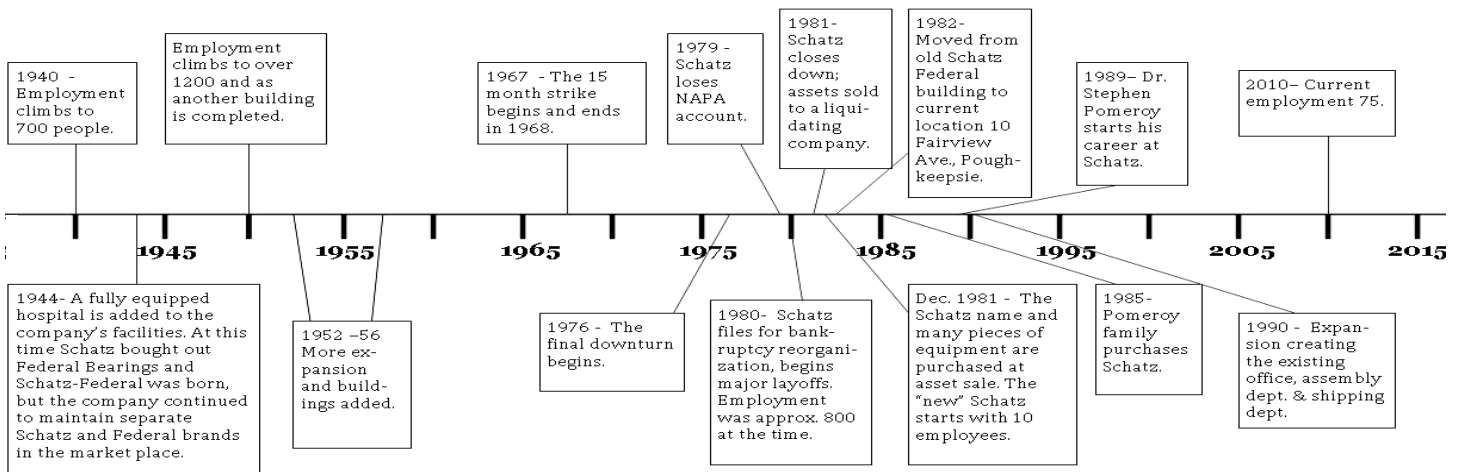 1940  -
Employment
climbs to
700 people.
Employment
climbs to over
1200 and as
another building
is completed.
1967  - The 15
month strike
begins and ends
in 1968.
1979 -
Schatz
loses
NAPA
account.
1981-
Schatz
closes
down;
assets sold
to a liqui-
dating
company.
1982-
Moved from
old Schatz
Federal
building to
current
location 10
Fairview
Ave., Pough-
keepsie.
1989– Dr.
Stephen
Pomeroy
starts his
career at
Schatz.
2010– Current
employment 75.
1945 1955 1965 1975 1985 1995 2005 2015
1944- A fully equipped
hospital is added to the
company's facilities. At this
time Schatz bought out
Federal Bearings and
Schatz-Federal was born,
but the company continued
to maintain separate
Schatz and Federal brands
in the market place.
1952 –56
More ex-
pansion
and build-
ings added.
1976 -  The
final downturn
begins.
1980-  Schatz
files for bank-
ruptcy reorgani-
zation, begins
major layoffs.
Employment
was approx. 800
at the time.
Dec. 1981 -  The
Schatz name and
many pieces of
equipment are
purchased at
asset sale. The
“new” Schatz
starts with 10
employees.
1985-
Pomeroy
family
purchases
Schatz.
1990 -  Expan-
sion creating
the existing
office, assembly
dept. & shipping
dept.